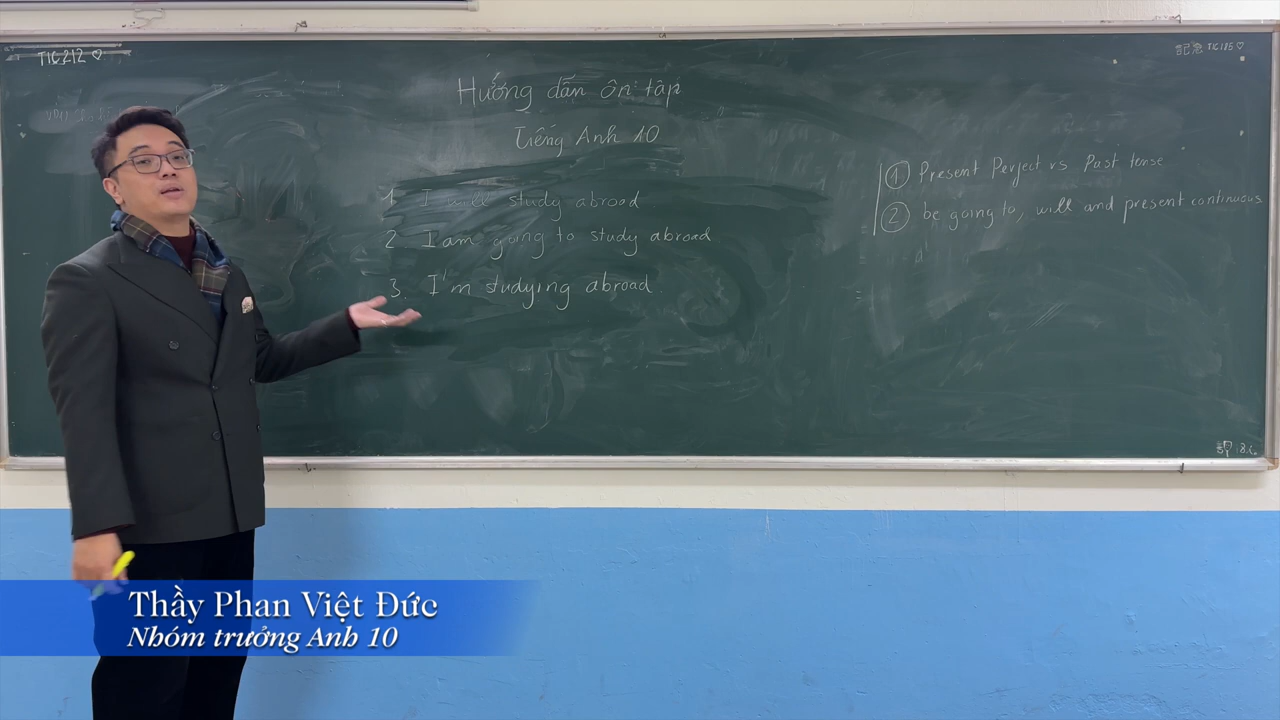 TIC212 ♡
TIC185 ♡
Hướng dẫn ôn tập
Tiếng Anh 10
1. I will study abroad
2. I am going to study abroad
3. I'm studying abroad
① Present Perfect vs Past tense
② be going to, will and present continuous
Thầy Phan Việt Đức
Nhóm trưởng Anh 10